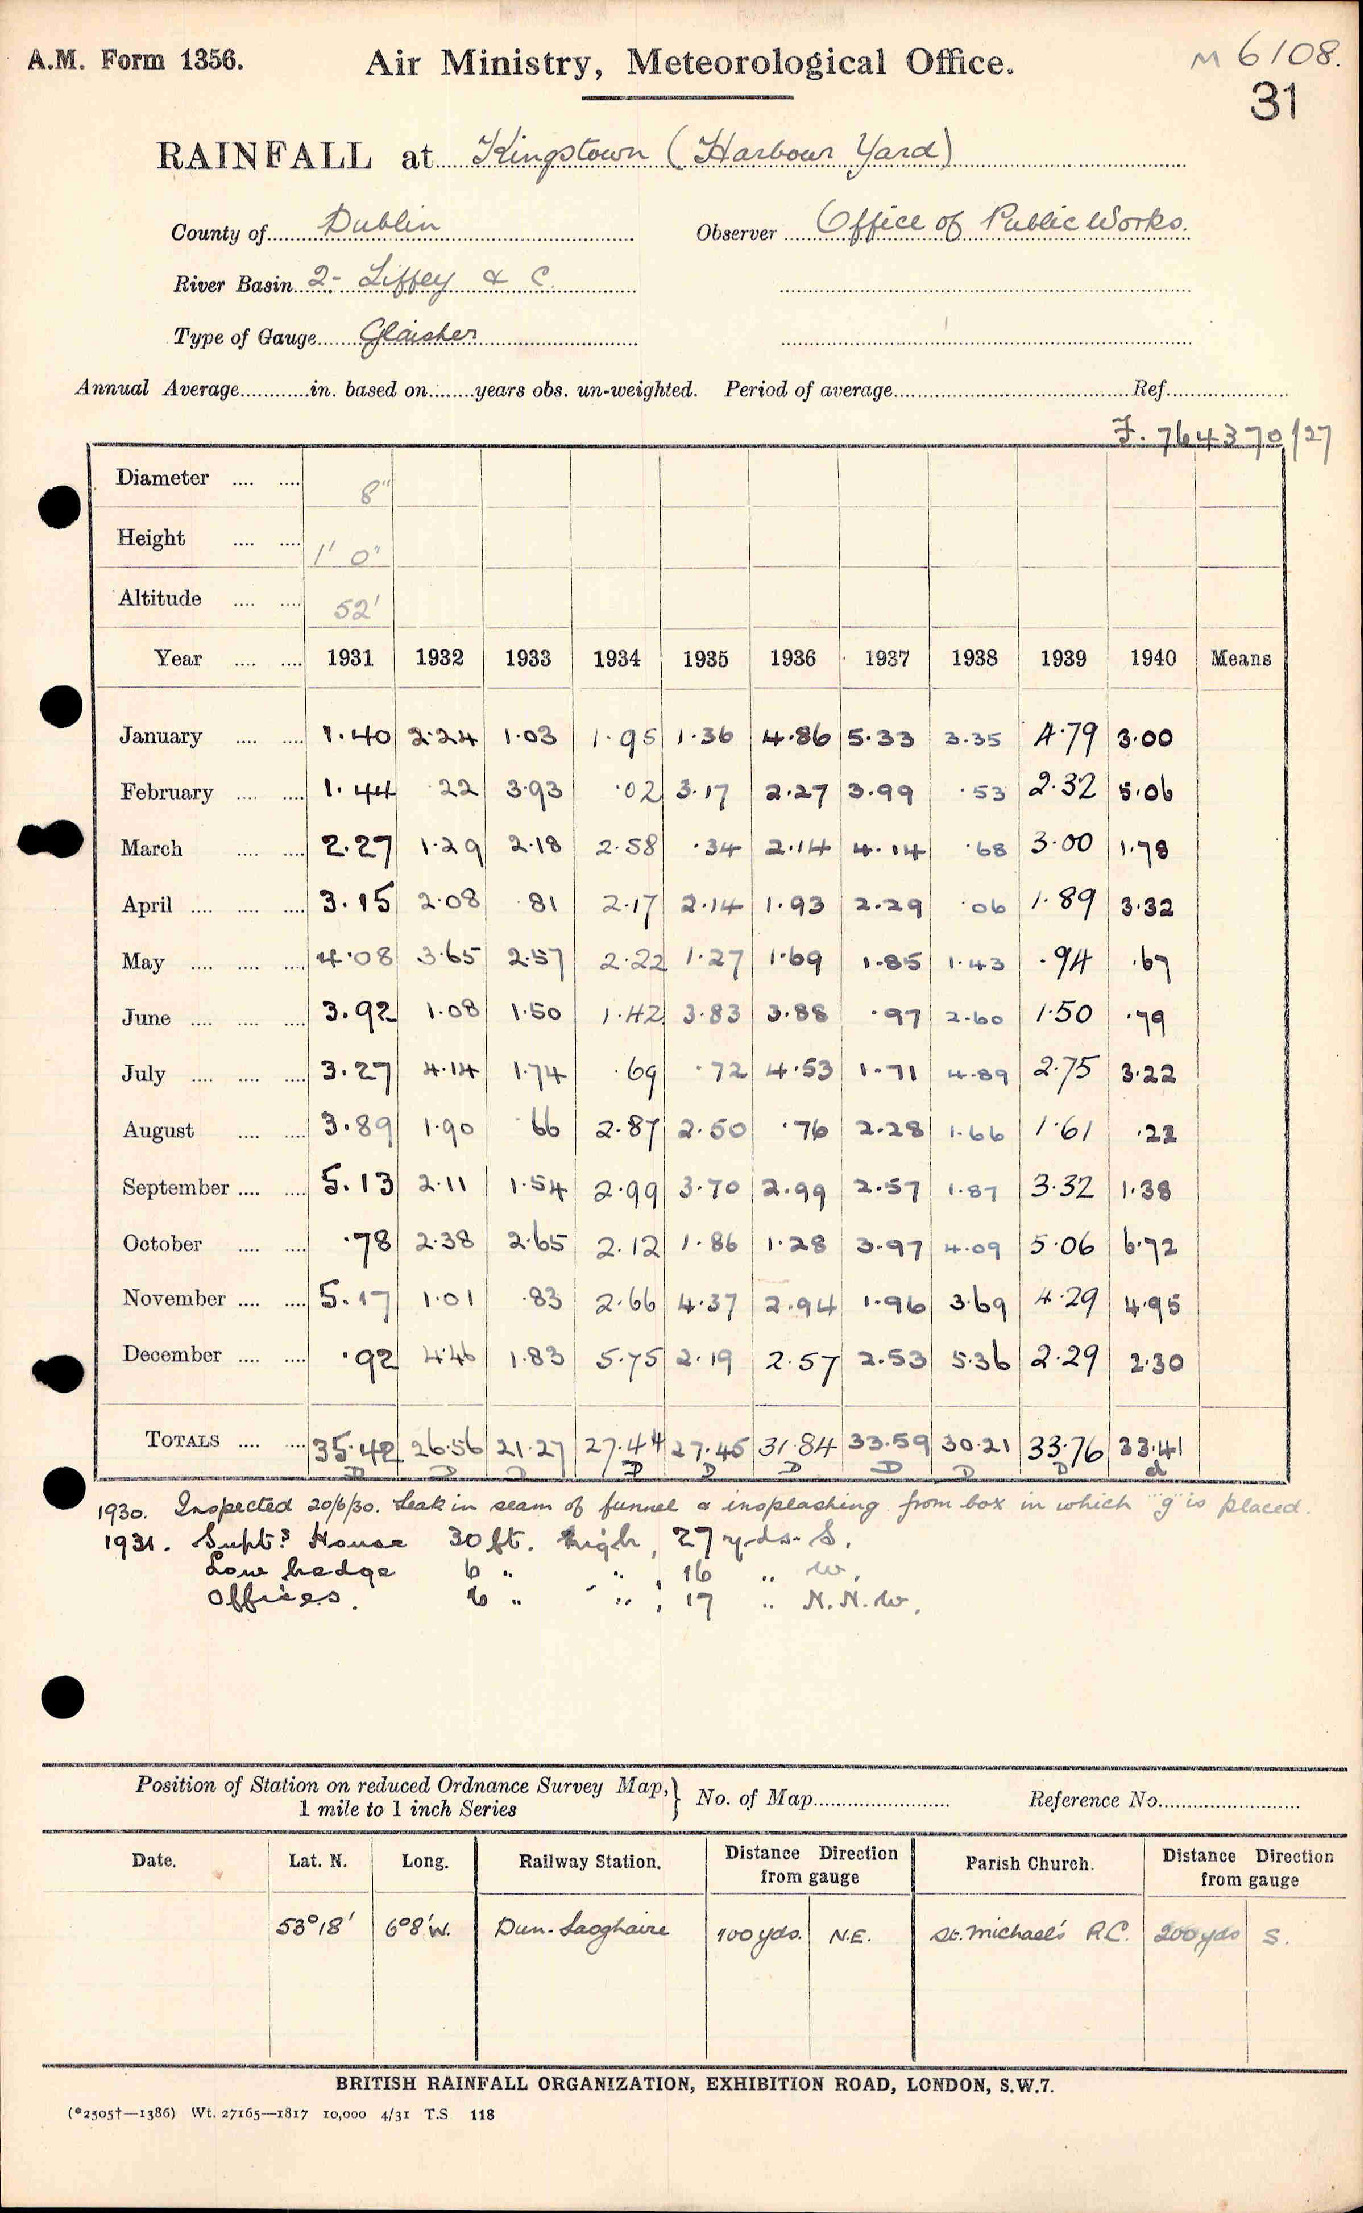 A.M. Form 1356.
Air Ministry, Meteorological Office.
M 6108.
31
RAINFALL at Kingstown (Harbour Yard)
County of Dublin Observer Office of Public Works.
River Basin 2- Liffey & C
Type of Gauge Glaisher
Annual Average............in. based on........years obs. un-weighted. Period of average.............Ref.............
F. 764370/27
Diameter .... .... 8"
Height .... .... 1' 0"
Altitude .... .... 52'
Year .... .... 1931 1932 1933 1934 1935 1936 1937 1938 1939 1940 Means
January .... .... 1.40 2.24 1.03 1.95 1.36 4.86 5.33 3.35 4.79 3.00
February .... .... 1.44 .22 3.93 .02 3.17 2.27 3.99 .53 2.32 5.06
March .... .... 2.27 1.29 2.18 2.58 .34 2.14 4.14 .68 3.00 1.78
April .... .... .... 3.15 2.08 .81 2.17 2.14 1.93 2.29 .06 1.89 3.32
May .... .... .... 4.08 3.65 2.57 2.22 1.27 1.69 1.85 1.43 .94 .67
June .... .... .... 3.92 1.08 1.50 1.42 3.83 3.88 .97 2.60 1.50 .79
July .... .... .... 3.27 4.14 1.74 .69 .72 4.53 1.71 4.89 2.75 3.22
August .... .... 3.89 1.90 .66 2.87 2.50 .76 2.28 1.66 1.61 .22
September .... .... 5.13 2.11 1.54 2.99 3.70 2.99 2.57 1.87 3.32 1.38
October .... .... .78 2.38 2.65 2.12 1.86 1.28 3.97 4.09 5.06 6.72
November .... .... 5.17 1.01 .83 2.66 4.37 2.94 1.96 3.69 4.29 4.95
December .... .... .92 4.46 1.83 5.75 2.19 2.57 2.53 5.36 2.29 2.30
TOTALS .... .... 35.42 26.56 21.27 27.44 27.45 31.84 33.59 30.21 33.76 33.41
D D D D D D D D D d
1930. Inspected 20/6/30. Leak in seam of funnel & insplashing from box in which "g" is placed.
1931. Supt's House 30 ft. high, 27 yds. S.
Low hedge 6 " " , 16 " W.
Offices. 6 " " ; 17 " N.N.W.
Position of Station on reduced Ordnance Survey Map, 1 mile to 1 inch Series } No. of Map............ Reference No............
Date. Lat. N. Long. Railway Station. Distance Direction from gauge Parish Church. Distance Direction from gauge
53°18' 6°8'W. Dun-Laoghaire 100 yds. N.E. St. Michael's R.C. 200 yds S.
BRITISH RAINFALL ORGANIZATION, EXHIBITION ROAD, LONDON, S.W.7.
(*2505†—1386) Wt. 27165—1817 10,000 4/31 T.S 118